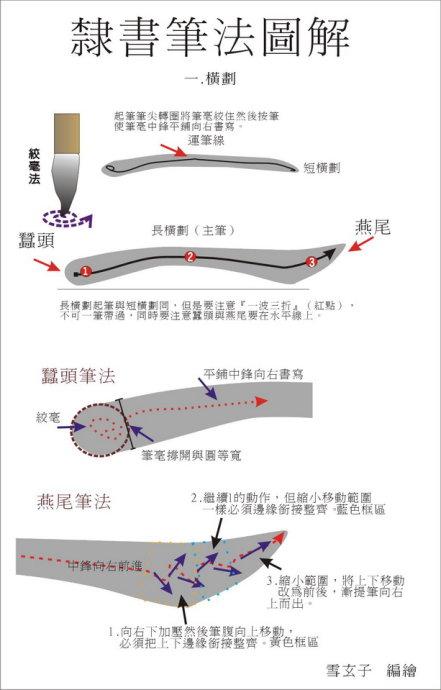 隸書筆法圖解
一.橫劃
起筆筆尖轉圈將筆毫絞住然後按筆
使筆毫中鋒平鋪向右書寫。
運筆線
絞毫法
短橫劃
長橫劃(主筆)
燕尾
蠶頭
1
2
3
長橫劃起筆與短橫劃同,但是要注意『一波三折』(紅點),
不可一筆帶過,同時要注意蠶頭與燕尾要在水平線上。
蠶頭筆法
平鋪中鋒向右書寫
絞毫
筆毫撐開與圓等寬
燕尾筆法
2.繼續1的動作,但縮小移動範圍
一樣必須邊緣銜接整齊。藍色框區
中鋒向右前進
3.縮小範圍,將上下移動
改為前後,漸提筆向右
上而出。
1.向右下加壓然後筆腹向上移動,
必須把上下邊緣銜接整齊。黃色框區
雪玄子 編繪